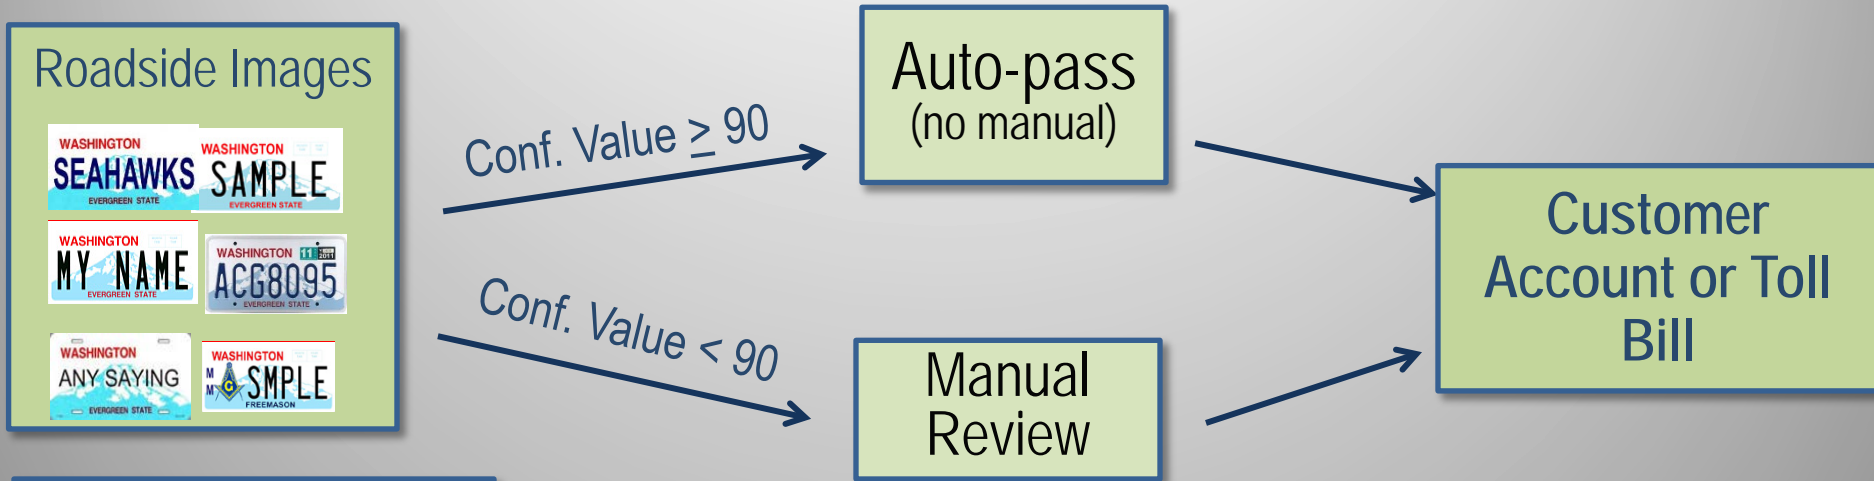 Roadside Images
WASHINGTON
SEAHAWKS
EVERGREEN STATE
WASHINGTON
SAMPLE
EVERGREEN STATE
WASHINGTON
MY NAME
EVERGREEN STATE
WASHINGTON 11
2011
ACG8095
EVERGREEN STATE
WASHINGTON
ANY SAYING
EVERGREEN STATE
WASHINGTON
M
M
G
SMPLE
FREEMASON
Conf. Value ≥ 90
Conf. Value < 90
Auto-pass
(no manual)
Manual
Review
Customer
Account or Toll
Bill